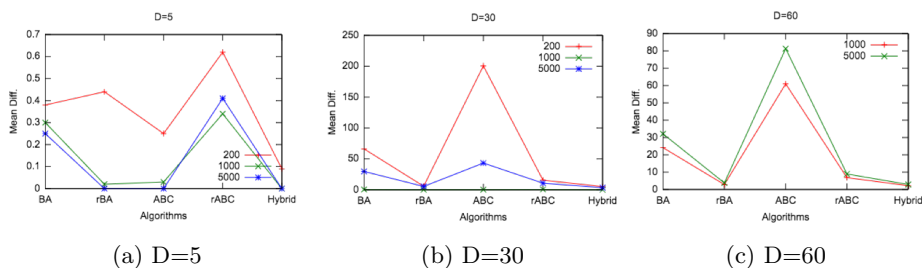 D=5
0.7
0.6
0.5
0.4
0.3
0.2
0.1
0
Mean Diff.
200
1000
5000
BA rBA ABC rABC Hybrid
Algorithms
(a) D=5
D=30
250
200
150
100
50
0
Mean Diff.
200
1000
5000
BA rBA ABC rABC Hybrid
Algorithms
(b) D=30
D=60
90
80
70
60
50
40
30
20
10
0
Mean Diff.
1000
5000
BA rBA ABC rABC Hybrid
Algorithms
(c) D=60